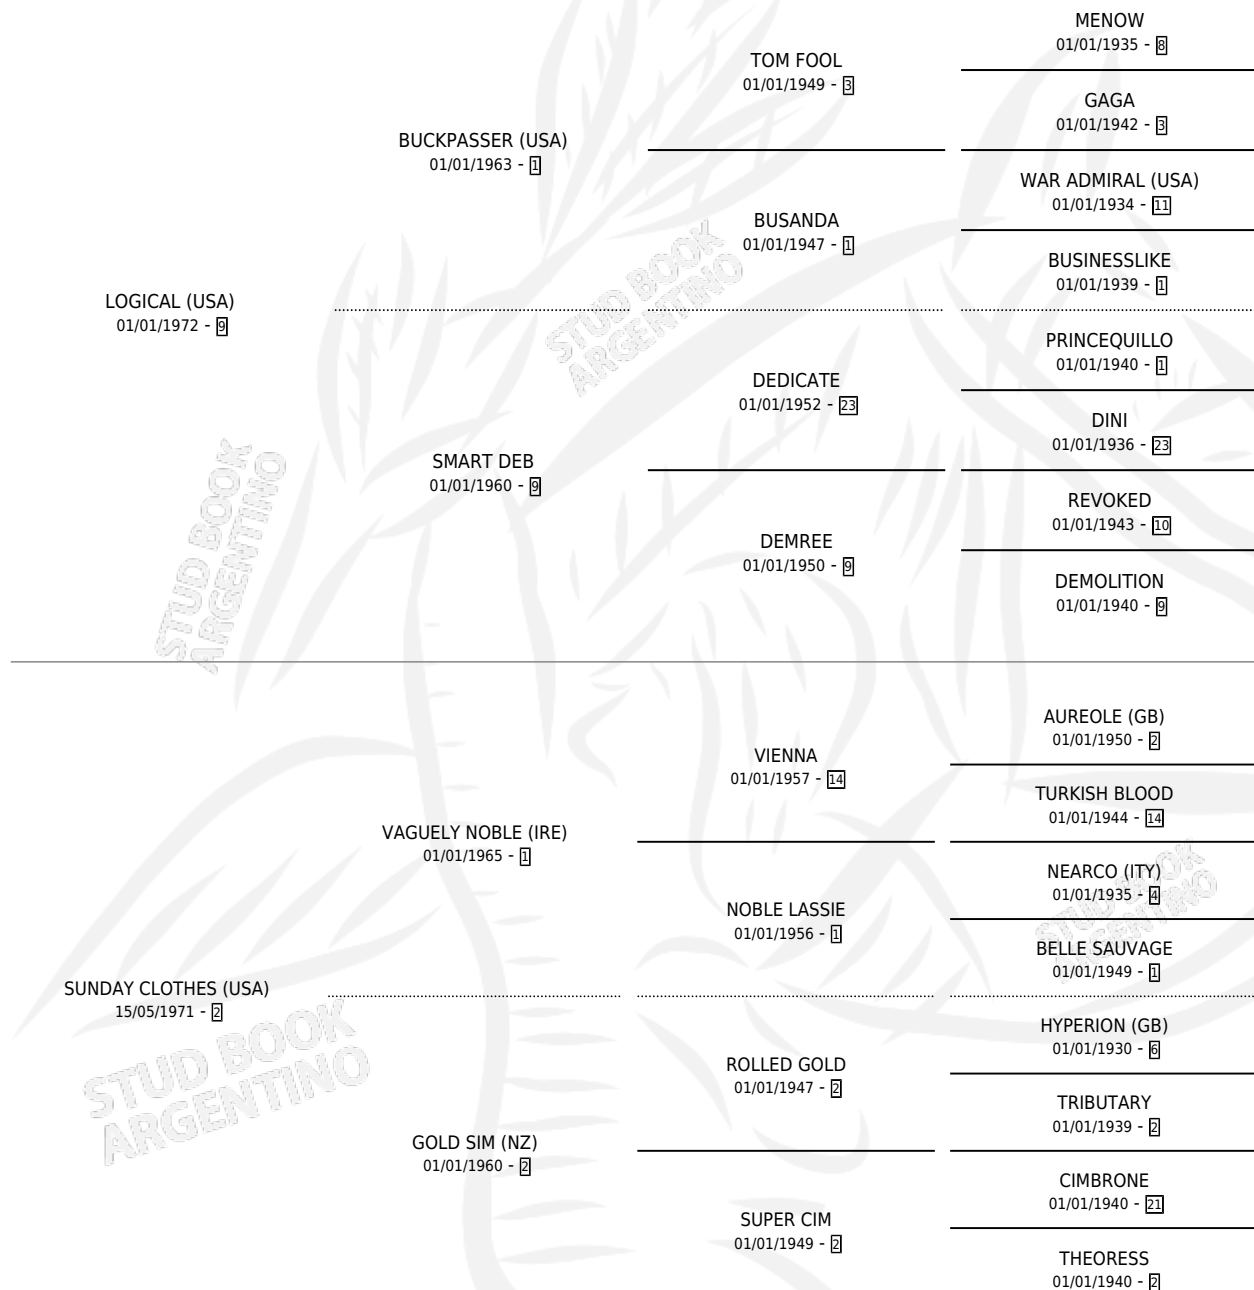 MENOW
01/01/1935 - 8
TOM FOOL
01/01/1949 - 3
GAGA
01/01/1942 - 3
BUCKPASSER (USA)
01/01/1963 - 1
WAR ADMIRAL (USA)
01/01/1934 - 11
BUSANDA
01/01/1947 - 1
BUSINESSLIKE
01/01/1939 - 1
LOGICAL (USA)
01/01/1972 - 9
STUD BOOK
ARGENTINO
PRINCEQUILLO
01/01/1940 - 1
DEDICATE
01/01/1952 - 23
DINI
01/01/1936 - 23
SMART DEB
01/01/1960 - 9
REVOKED
01/01/1943 - 10
DEMREE
01/01/1950 - 9
DEMOLITION
01/01/1940 - 9
STUD BOOK
ARGENTINO
AUREOLE (GB)
01/01/1950 - 2
VIENNA
01/01/1957 - 14
TURKISH BLOOD
01/01/1944 - 14
VAGUELY NOBLE (IRE)
01/01/1965 - 1
NEARCO (ITY)
01/01/1935 - 4
NOBLE LASSIE
01/01/1956 - 1
BELLE SAUVAGE
01/01/1949 - 1
STUD BOOK
ARGENTINO
SUNDAY CLOTHES (USA)
15/05/1971 - 2
HYPERION (GB)
01/01/1930 - 6
ROLLED GOLD
01/01/1947 - 2
TRIBUTARY
01/01/1939 - 2
STUD BOOK
ARGENTINO
GOLD SIM (NZ)
01/01/1960 - 2
CIMBRONE
01/01/1940 - 21
SUPER CIM
01/01/1949 - 2
THEORESS
01/01/1940 - 2